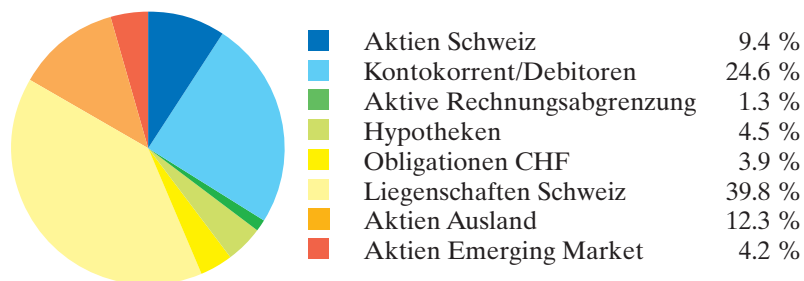 Aktien Schweiz 9.4 %
Kontokorrent/Debitoren 24.6 %
Aktive Rechnungsabgrenzung 1.3 %
Hypotheken 4.5 %
Obligationen CHF 3.9 %
Liegenschaften Schweiz 39.8 %
Aktien Ausland 12.3 %
Aktien Emerging Market 4.2 %